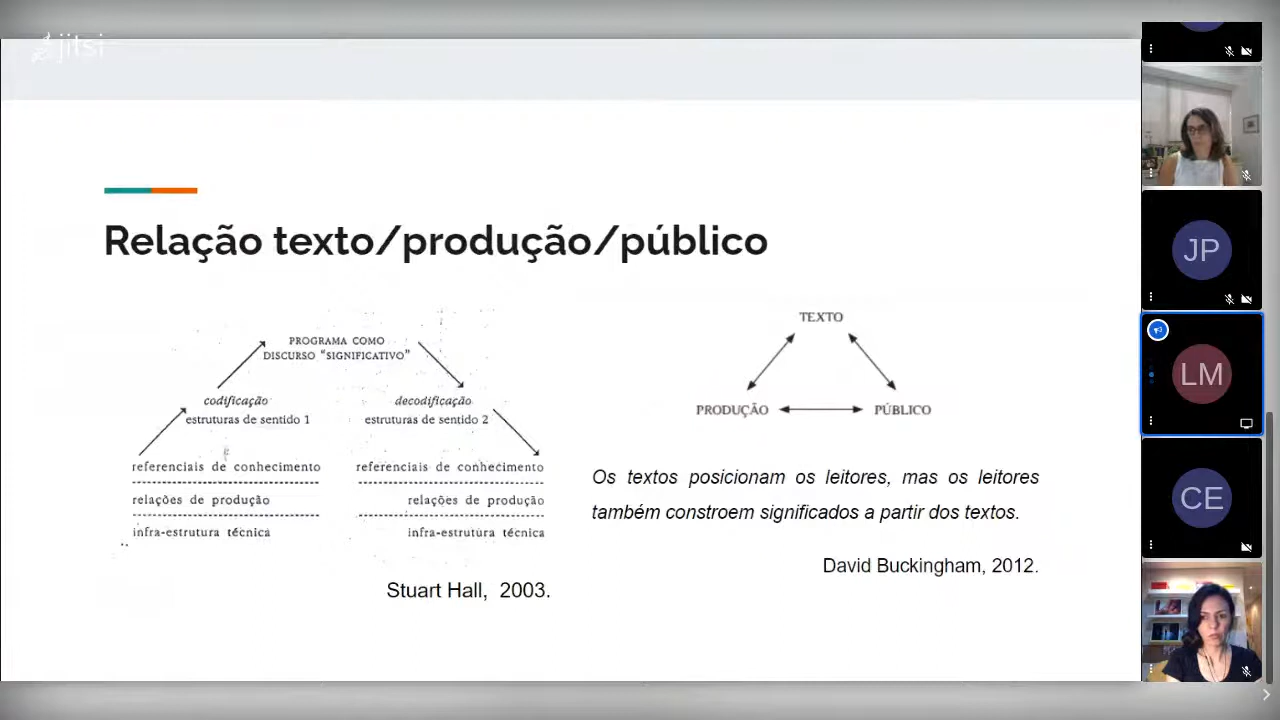 jitsi
Relação texto/produção/público
PROGRAMA COMO
DISCURSO "SIGNIFICATIVO"
codificação
estruturas de sentido 1
decodificação
estruturas de sentido 2
referenciais de conhecimento
relações de produção
infra-estrutura técnica
referenciais de conhecimento
relações de produção
infra-estrutura técnica
Stuart Hall, 2003.
TEXTO
PRODUÇÃO
PÚBLICO
Os textos posicionam os leitores, mas os leitores
também constroem significados a partir dos textos.
David Buckingham, 2012.
JP
LM
CE